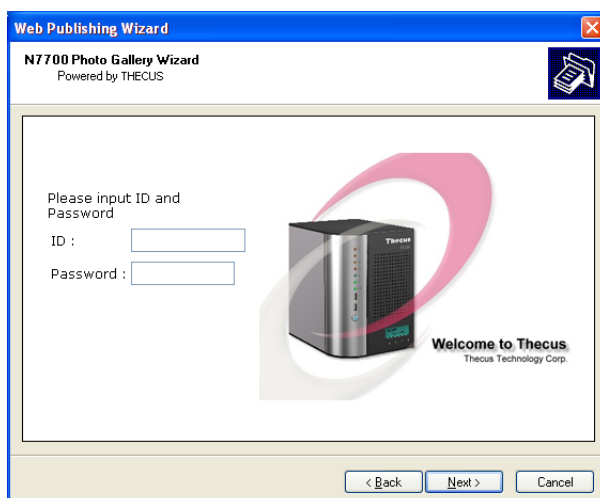 Web Publishing Wizard
N7700 Photo Gallery Wizard
Powered by THECUS
Please input ID and
Password
ID :
Password :
Thecus
Welcome to Thecus
Thecus Technology Corp.
< Back
Next >
Cancel